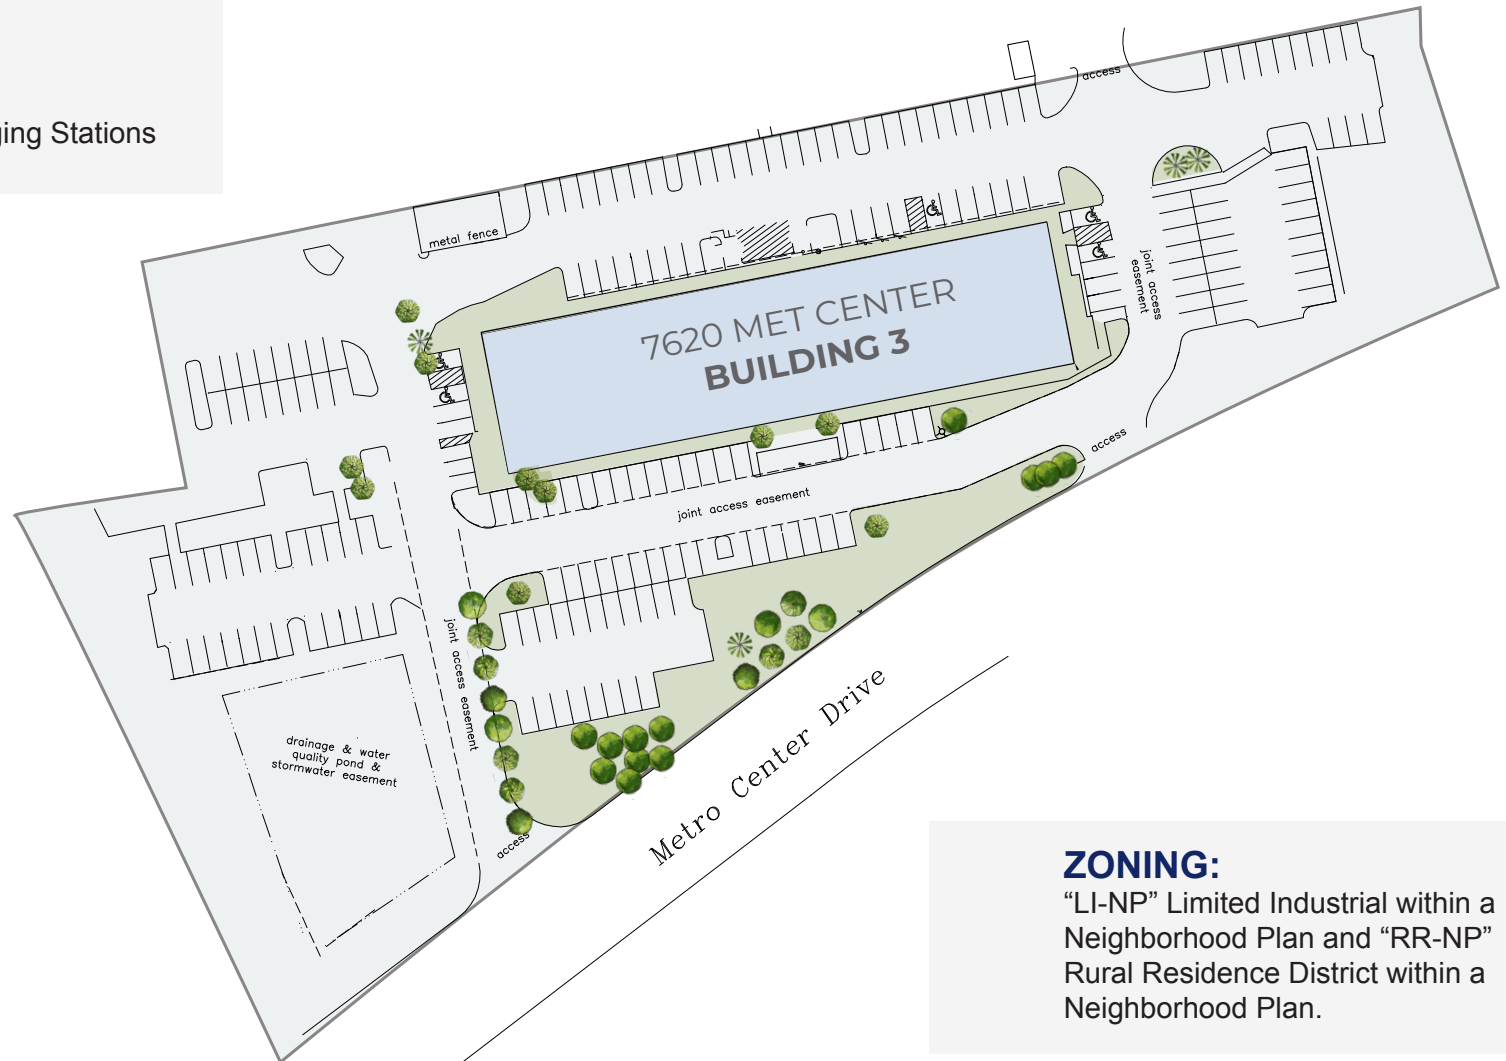 ging Stations
access
metal fence
joint access
easement
7620 MET CENTER
BUILDING 3
access
joint access easement
joint access easement
drainage & water
quality pond &
stormwater easement
access
Metro Center Drive
ZONING:
“LI-NP” Limited Industrial within a
Neighborhood Plan and “RR-NP”
Rural Residence District within a
Neighborhood Plan.